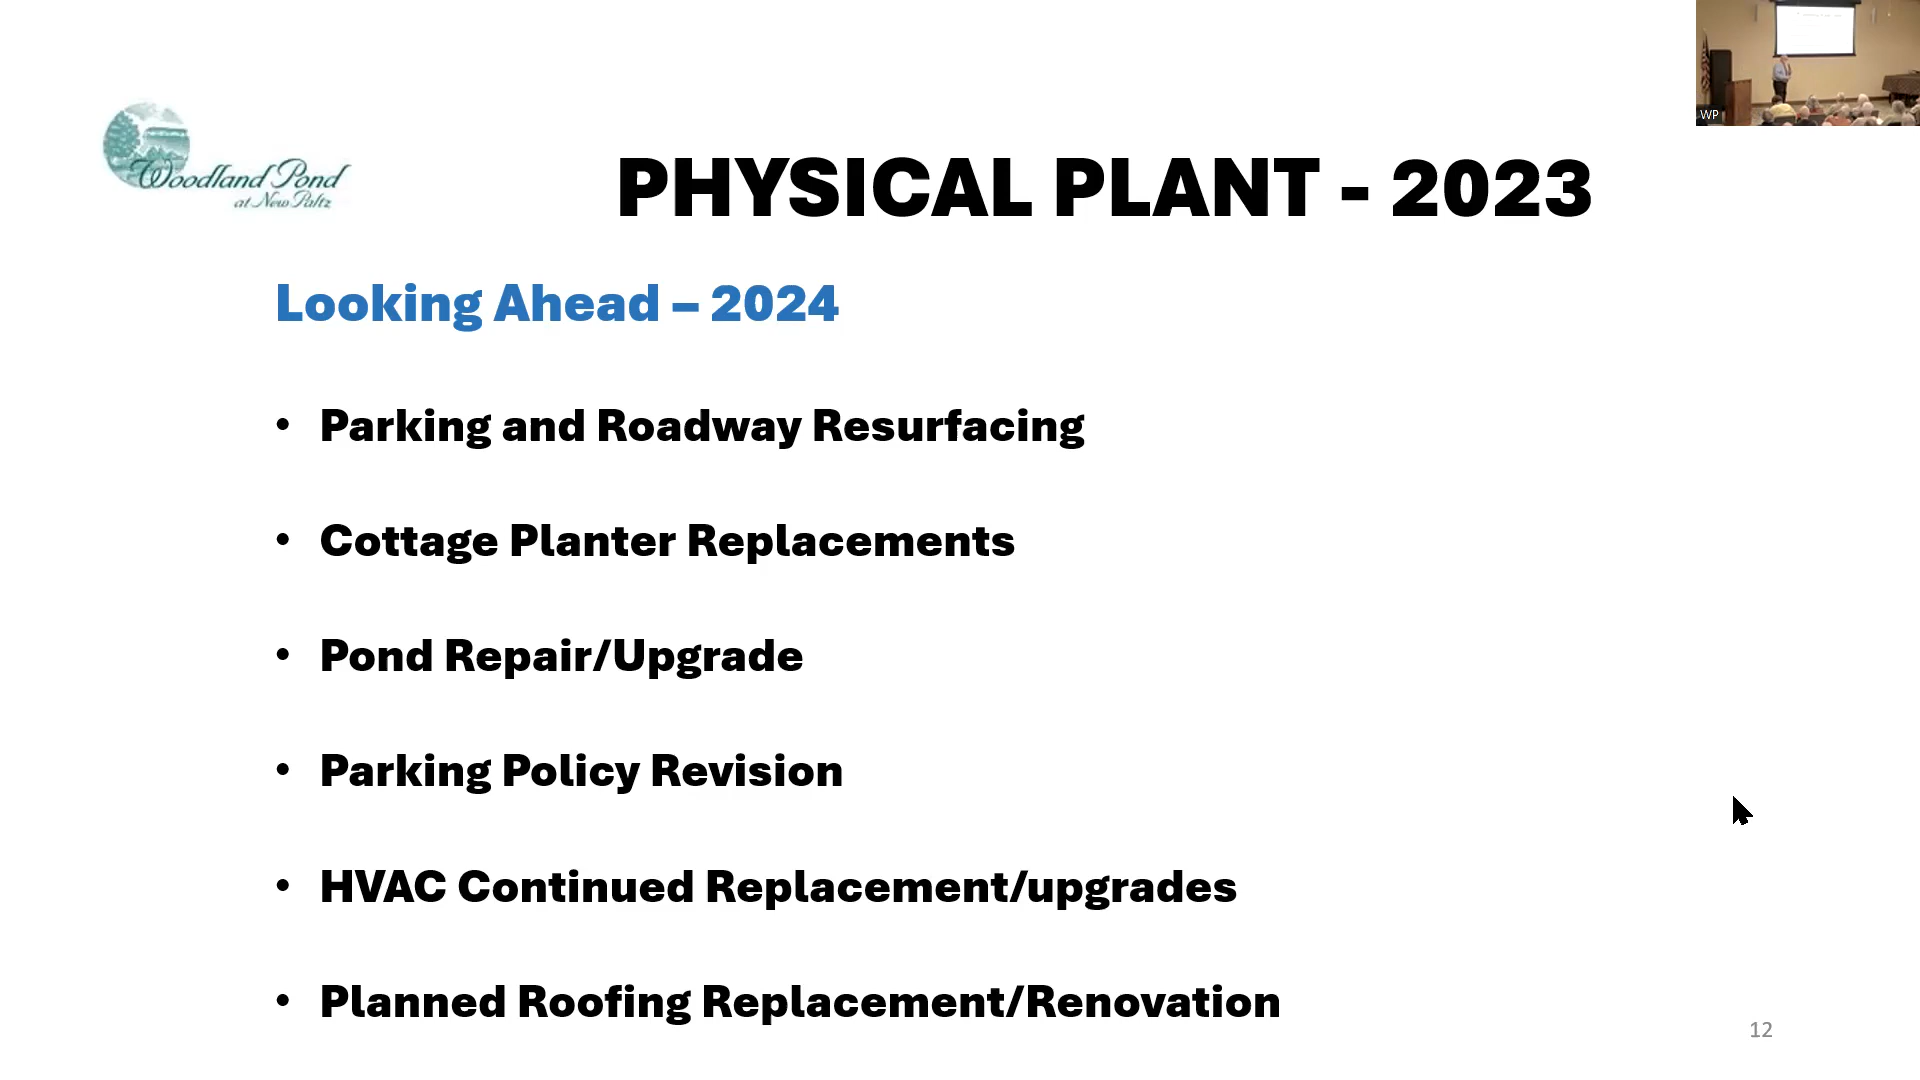 WP
Woodland Pond
at New Paltz
PHYSICAL PLANT - 2023
Looking Ahead – 2024
• Parking and Roadway Resurfacing
• Cottage Planter Replacements
• Pond Repair/Upgrade
• Parking Policy Revision
• HVAC Continued Replacement/upgrades
• Planned Roofing Replacement/Renovation
12